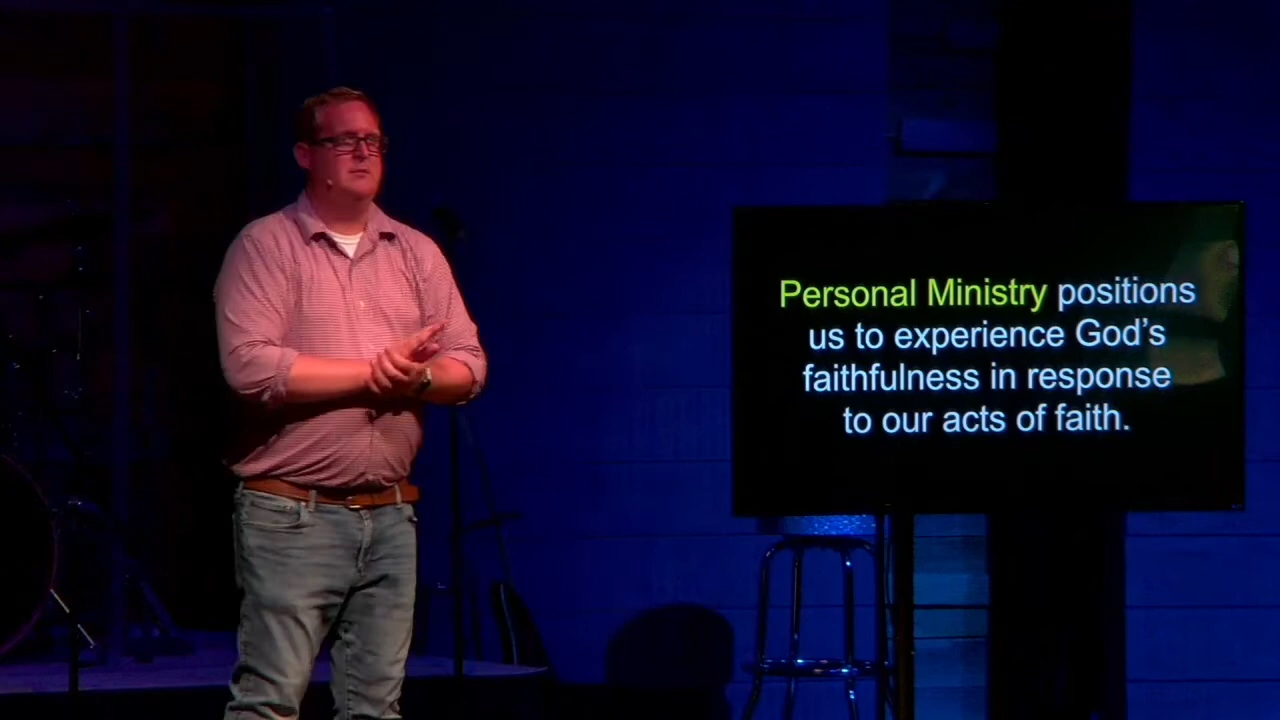 Personal Ministry positions
us to experience God's
faithfulness in response
to our acts of faith.